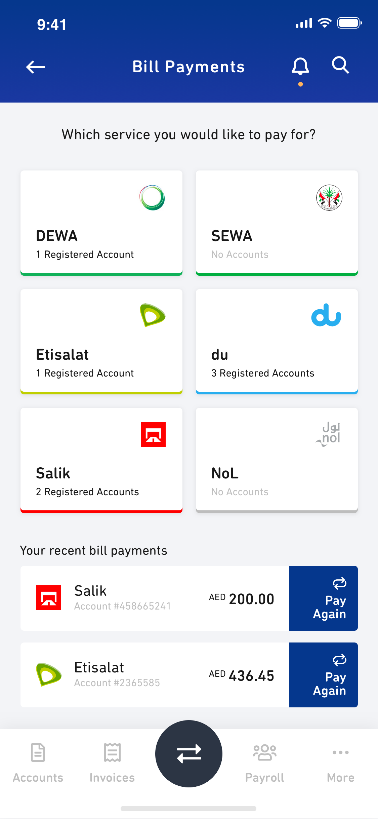 9:41
Bill Payments
Which service you would like to pay for?
DEWA
1 Registered Account
SEWA
No Accounts
Etisalat
1 Registered Account
du
du
3 Registered Accounts
Salik
2 Registered Accounts
نول
nol
NoL
No Accounts
Your recent bill payments
Salik
Account #458665241
AED 200.00
Pay
Again
Etisalat
Account #2365585
AED 436.45
Pay
Again
Accounts
Invoices
Payroll
More